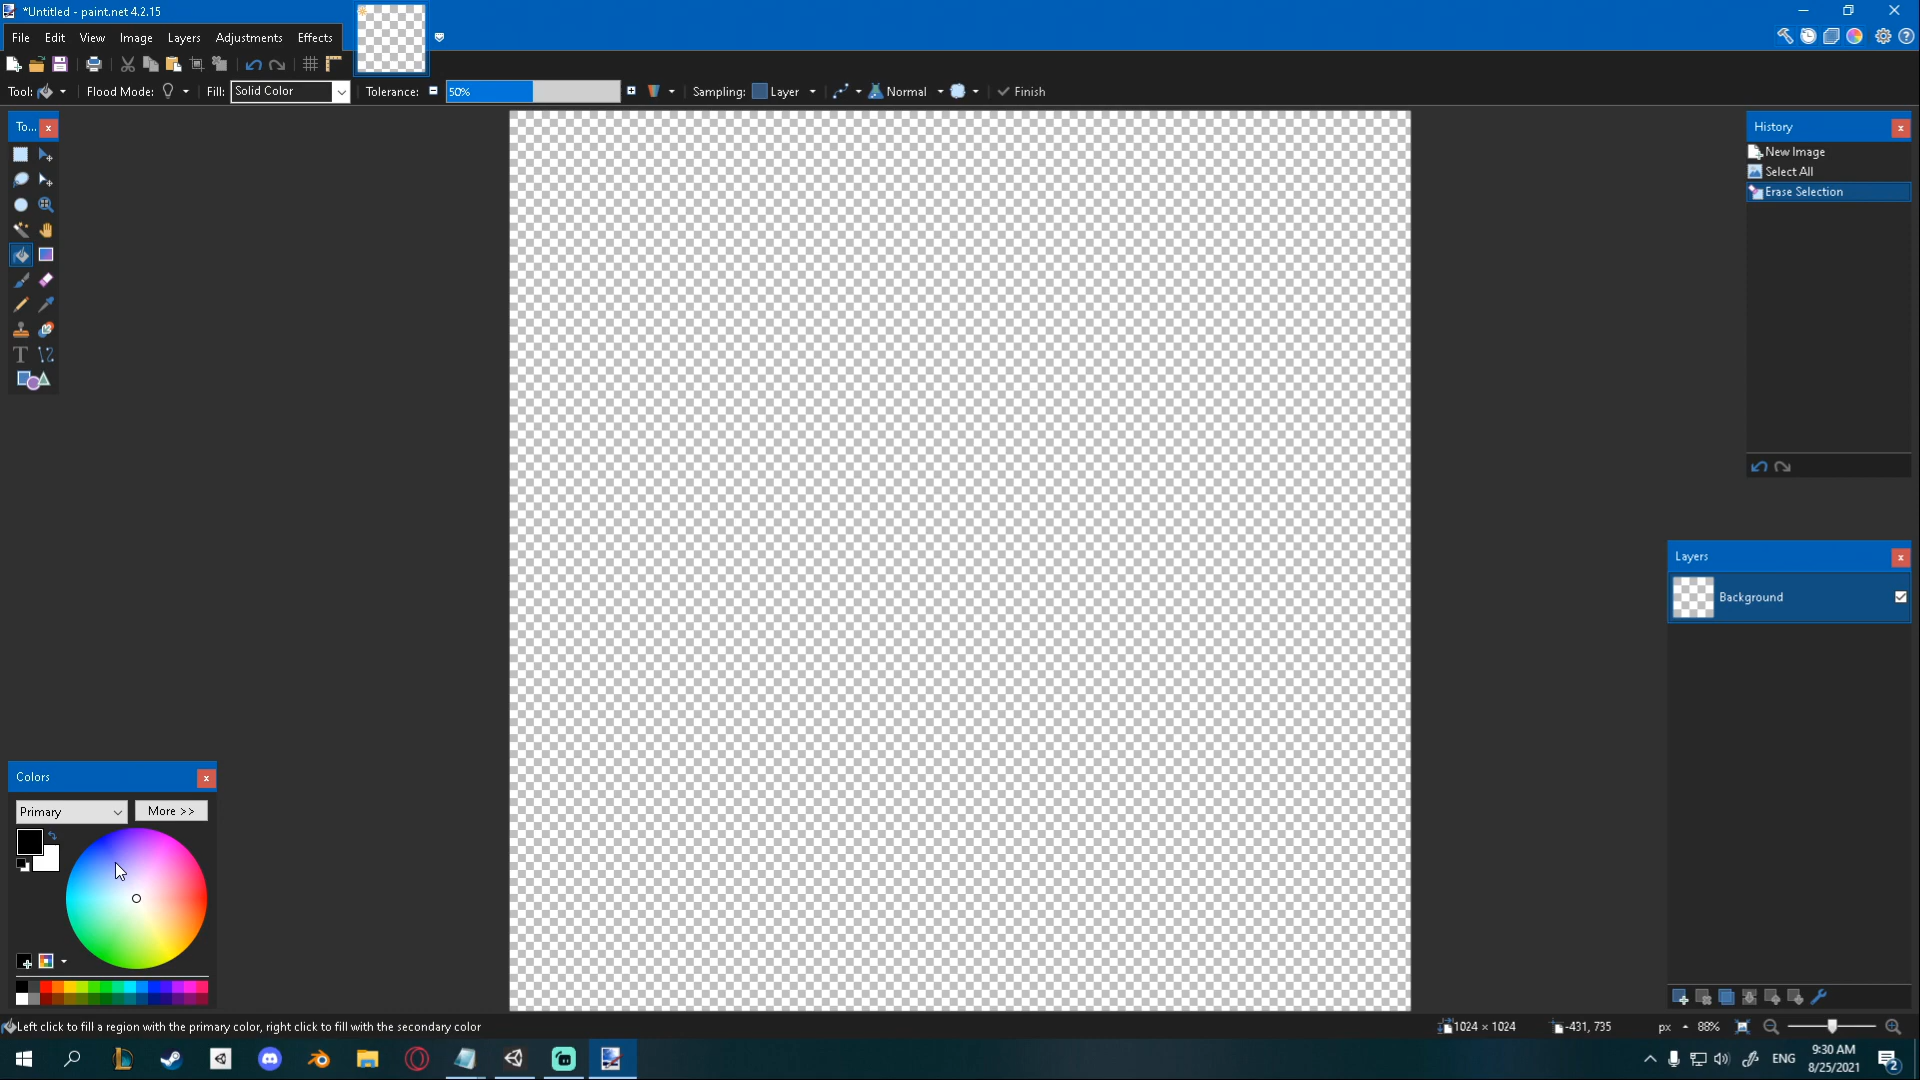 *Untitled - paint.net 4.2.15
File Edit View Image Layers Adjustments Effects
Tool: Flood Mode: Fill: Solid Color Tolerance: 50% Sampling: Layer Normal Finish
To...
History
New Image
Select All
Erase Selection
Layers
Background
Colors
Primary More >>
Left click to fill a region with the primary color, right click to fill with the secondary color
1024 × 1024 -431, 735 px 88%
ENG
9:30 AM
8/25/2021
2